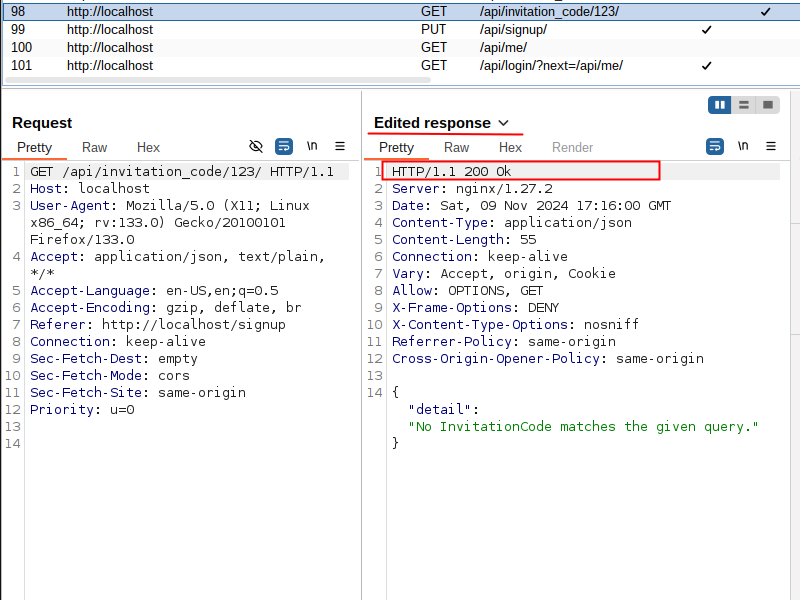 98 http://localhost GET /api/invitation_code/123/ ✓
99 http://localhost PUT /api/signup/ ✓
100 http://localhost GET /api/me/
101 http://localhost GET /api/login/?next=/api/me/ ✓
Request
Pretty Raw Hex \n
1 GET /api/invitation_code/123/ HTTP/1.1
2 Host: localhost
3 User-Agent: Mozilla/5.0 (X11; Linux
x86_64; rv:133.0) Gecko/20100101
Firefox/133.0
4 Accept: application/json, text/plain,
*/*
5 Accept-Language: en-US,en;q=0.5
6 Accept-Encoding: gzip, deflate, br
7 Referer: http://localhost/signup
8 Connection: keep-alive
9 Sec-Fetch-Dest: empty
10 Sec-Fetch-Mode: cors
11 Sec-Fetch-Site: same-origin
12 Priority: u=0
13
14
Edited response
Pretty Raw Hex Render \n
1 HTTP/1.1 200 Ok
2 Server: nginx/1.27.2
3 Date: Sat, 09 Nov 2024 17:16:00 GMT
4 Content-Type: application/json
5 Content-Length: 55
6 Connection: keep-alive
7 Vary: Accept, origin, Cookie
8 Allow: OPTIONS, GET
9 X-Frame-Options: DENY
10 X-Content-Type-Options: nosniff
11 Referrer-Policy: same-origin
12 Cross-Origin-Opener-Policy: same-origin
13
14 {
"detail":
"No InvitationCode matches the given query."
}